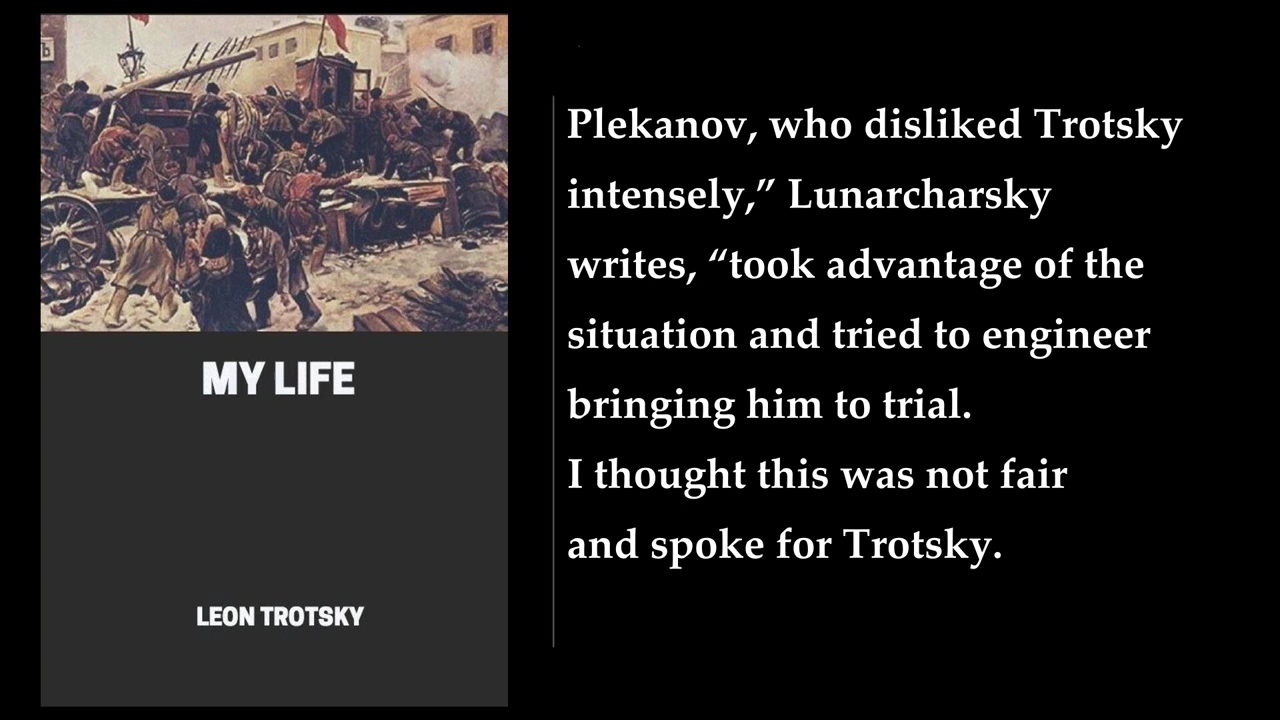 Ъ
MY LIFE
LEON TROTSKY
Plekanov, who disliked Trotsky
intensely,” Lunarcharsky
writes, “took advantage of the
situation and tried to engineer
bringing him to trial.
I thought this was not fair
and spoke for Trotsky.